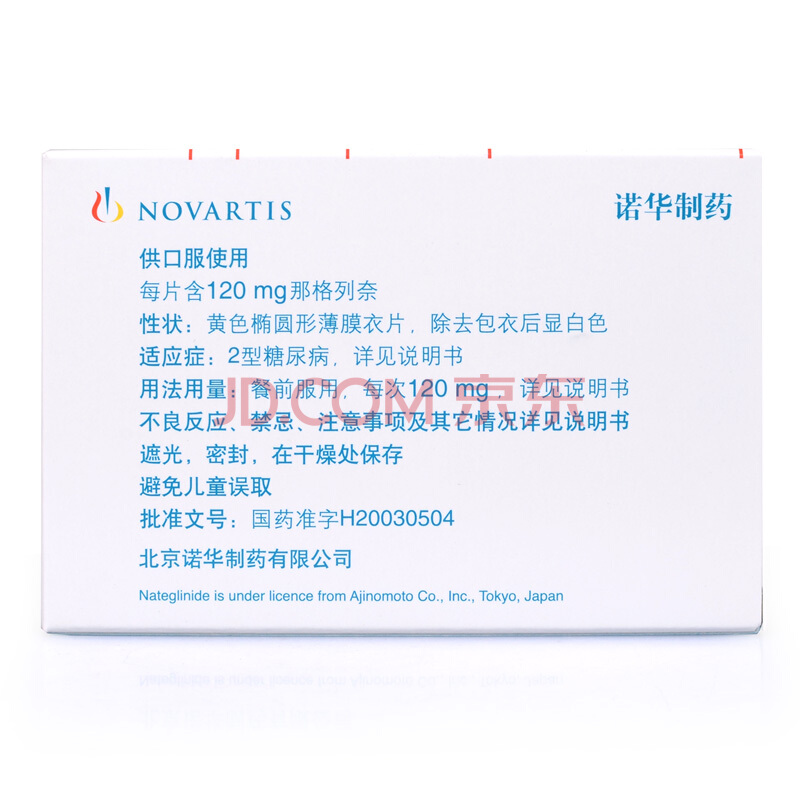 NOVARTIS 诺华制药
供口服使用
每片含120 mg那格列奈
性状：黄色椭圆形薄膜衣片，除去包衣后显白色
适应症：2型糖尿病，详见说明书
用法用量：餐前服用，每次120 mg，详见说明书
JD.COM 京东
不良反应、禁忌、注意事项及其它情况详见说明书
遮光，密封，在干燥处保存
避免儿童误取
批准文号：国药准字H20030504
北京诺华制药有限公司
Nateglinide is under licence from Ajinomoto Co., Inc., Tokyo, Japan